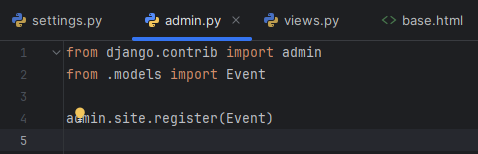 settings.py admin.py views.py base.html
1 from django.contrib import admin
2 from .models import Event
3
4 admin.site.register(Event)
5